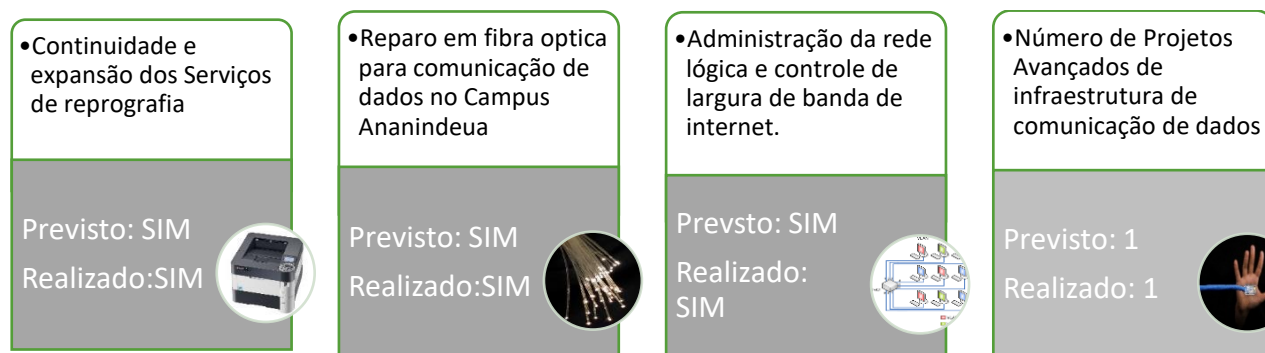 •Continuidade e
expansão dos Serviços
de reprografia
Previsto: SIM
Realizado:SIM
•Reparo em fibra optica
para comunicação de
dados no Campus
Ananindeua
Previsto: SIM
Realizado:SIM
•Administração da rede
lógica e controle de
largura de banda de
internet.
Prevsto: SIM
Realizado:
SIM
VLAN
•Número de Projetos
Avançados de
infraestrutura de
comunicação de dados
Previsto: 1
Realizado: 1